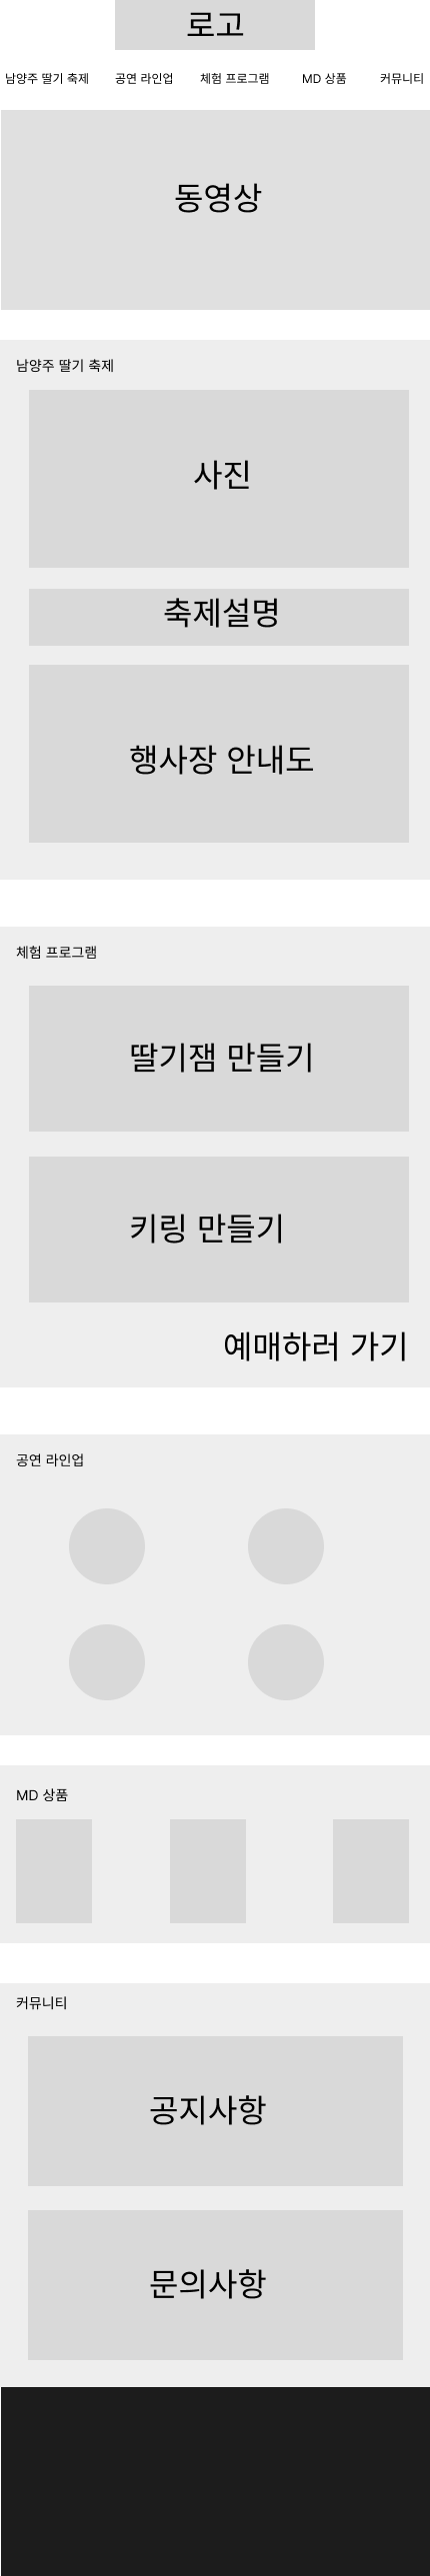 로고
남양주 딸기 축제 공연 라인업 체험 프로그램 MD 상품 커뮤니티
동영상
남양주 딸기 축제
사진
축제설명
행사장 안내도
체험 프로그램
딸기잼 만들기
키링 만들기
예매하러 가기
공연 라인업
MD 상품
커뮤니티
공지사항
문의사항